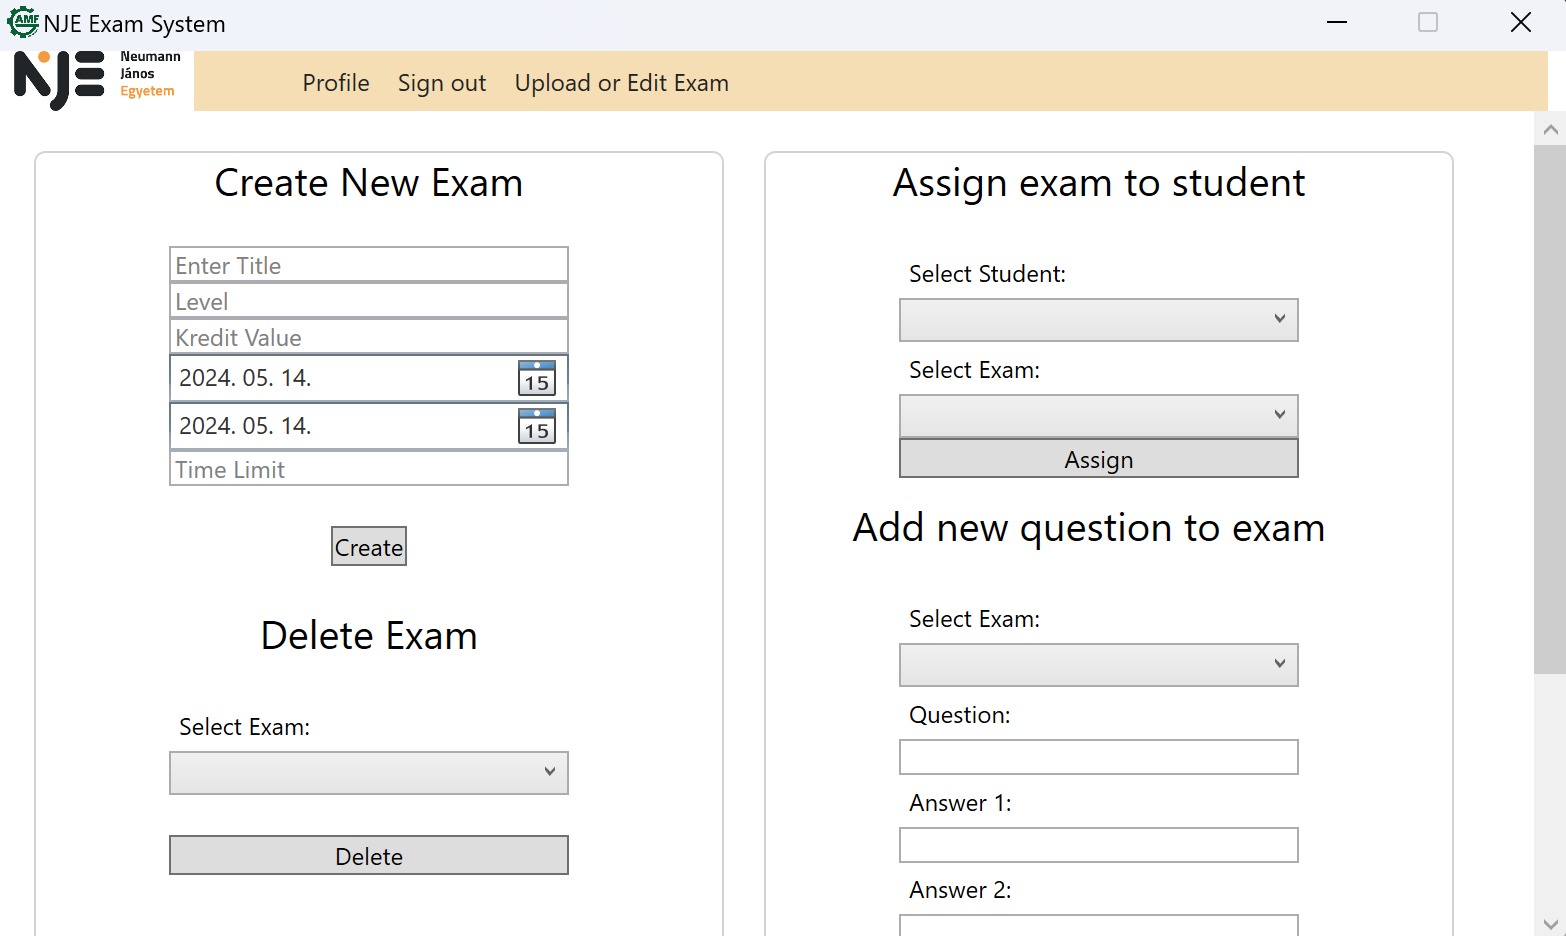 AMF
NJE Exam System
NJE
Neumann
János
Egyetem
Profile
Sign out
Upload or Edit Exam
Create New Exam
Enter Title
Level
Kredit Value
2024. 05. 14.
15
2024. 05. 14.
15
Time Limit
Create
Delete Exam
Select Exam:
Delete
Assign exam to student
Select Student:
Select Exam:
Assign
Add new question to exam
Select Exam:
Question:
Answer 1:
Answer 2: